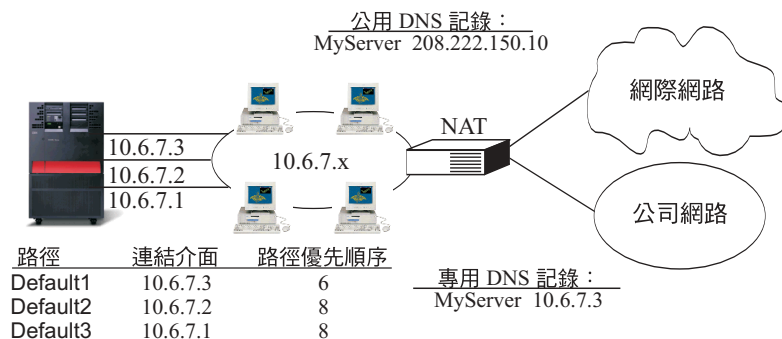 公用 DNS 記錄：
MyServer 208.222.150.10
網際網路
NAT
10.6.7.3
10.6.7.2
10.6.7.1
10.6.7.x
公司網路
路徑 連結介面 路徑優先順序
Default1 10.6.7.3 6
Default2 10.6.7.2 8
Default3 10.6.7.1 8
專用 DNS 記錄：
MyServer 10.6.7.3